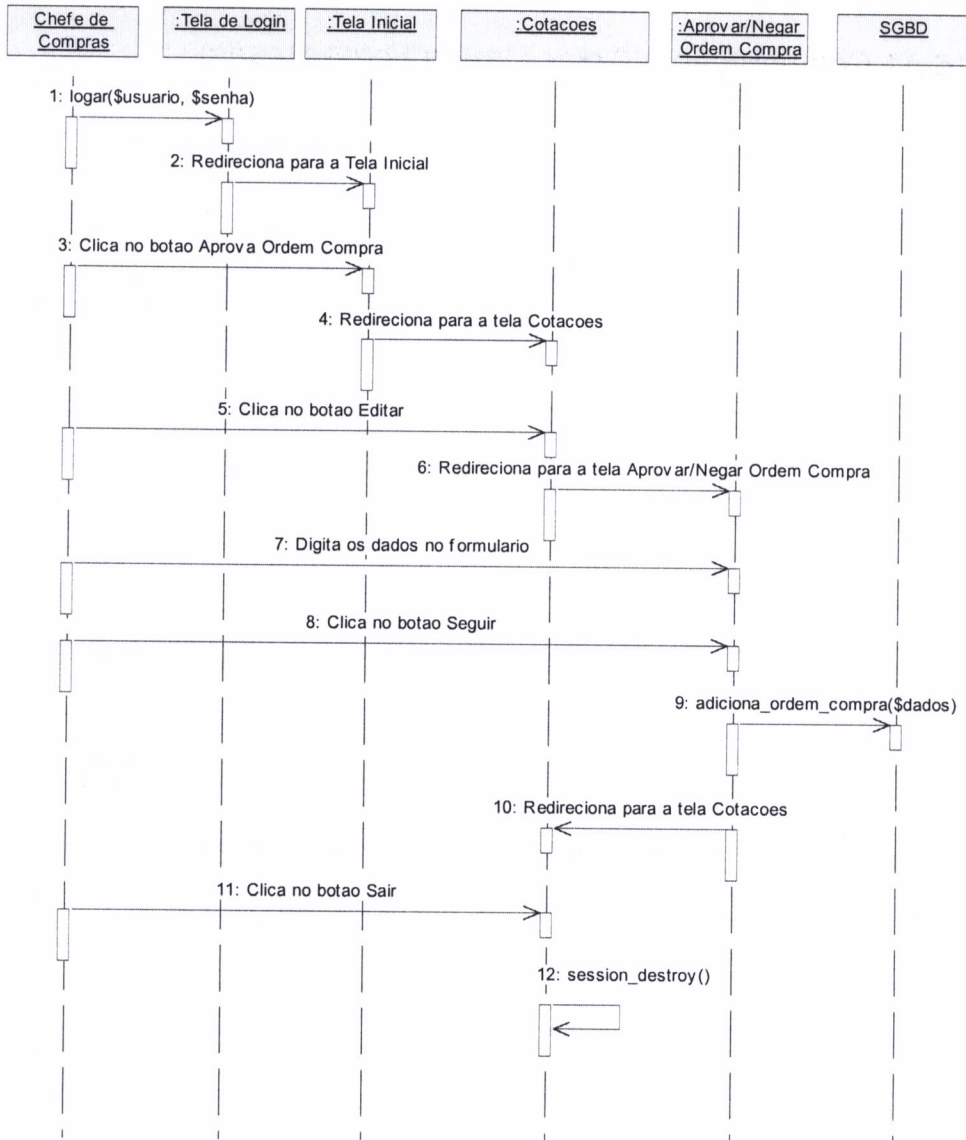 Chefe de
Compras
:Tela de Login
:Tela Inicial
:Cotacoes
:Aprovar/Negar
Ordem Compra
SGBD
1: logar($usuario, $senha)
2: Redireciona para a Tela Inicial
3: Clica no botao Aprova Ordem Compra
4: Redireciona para a tela Cotacoes
5: Clica no botao Editar
6: Redireciona para a tela Aprovar/Negar Ordem Compra
7: Digita os dados no formulario
8: Clica no botao Seguir
9: adiciona_ordem_compra($dados)
10: Redireciona para a tela Cotacoes
11: Clica no botao Sair
12: session_destroy()